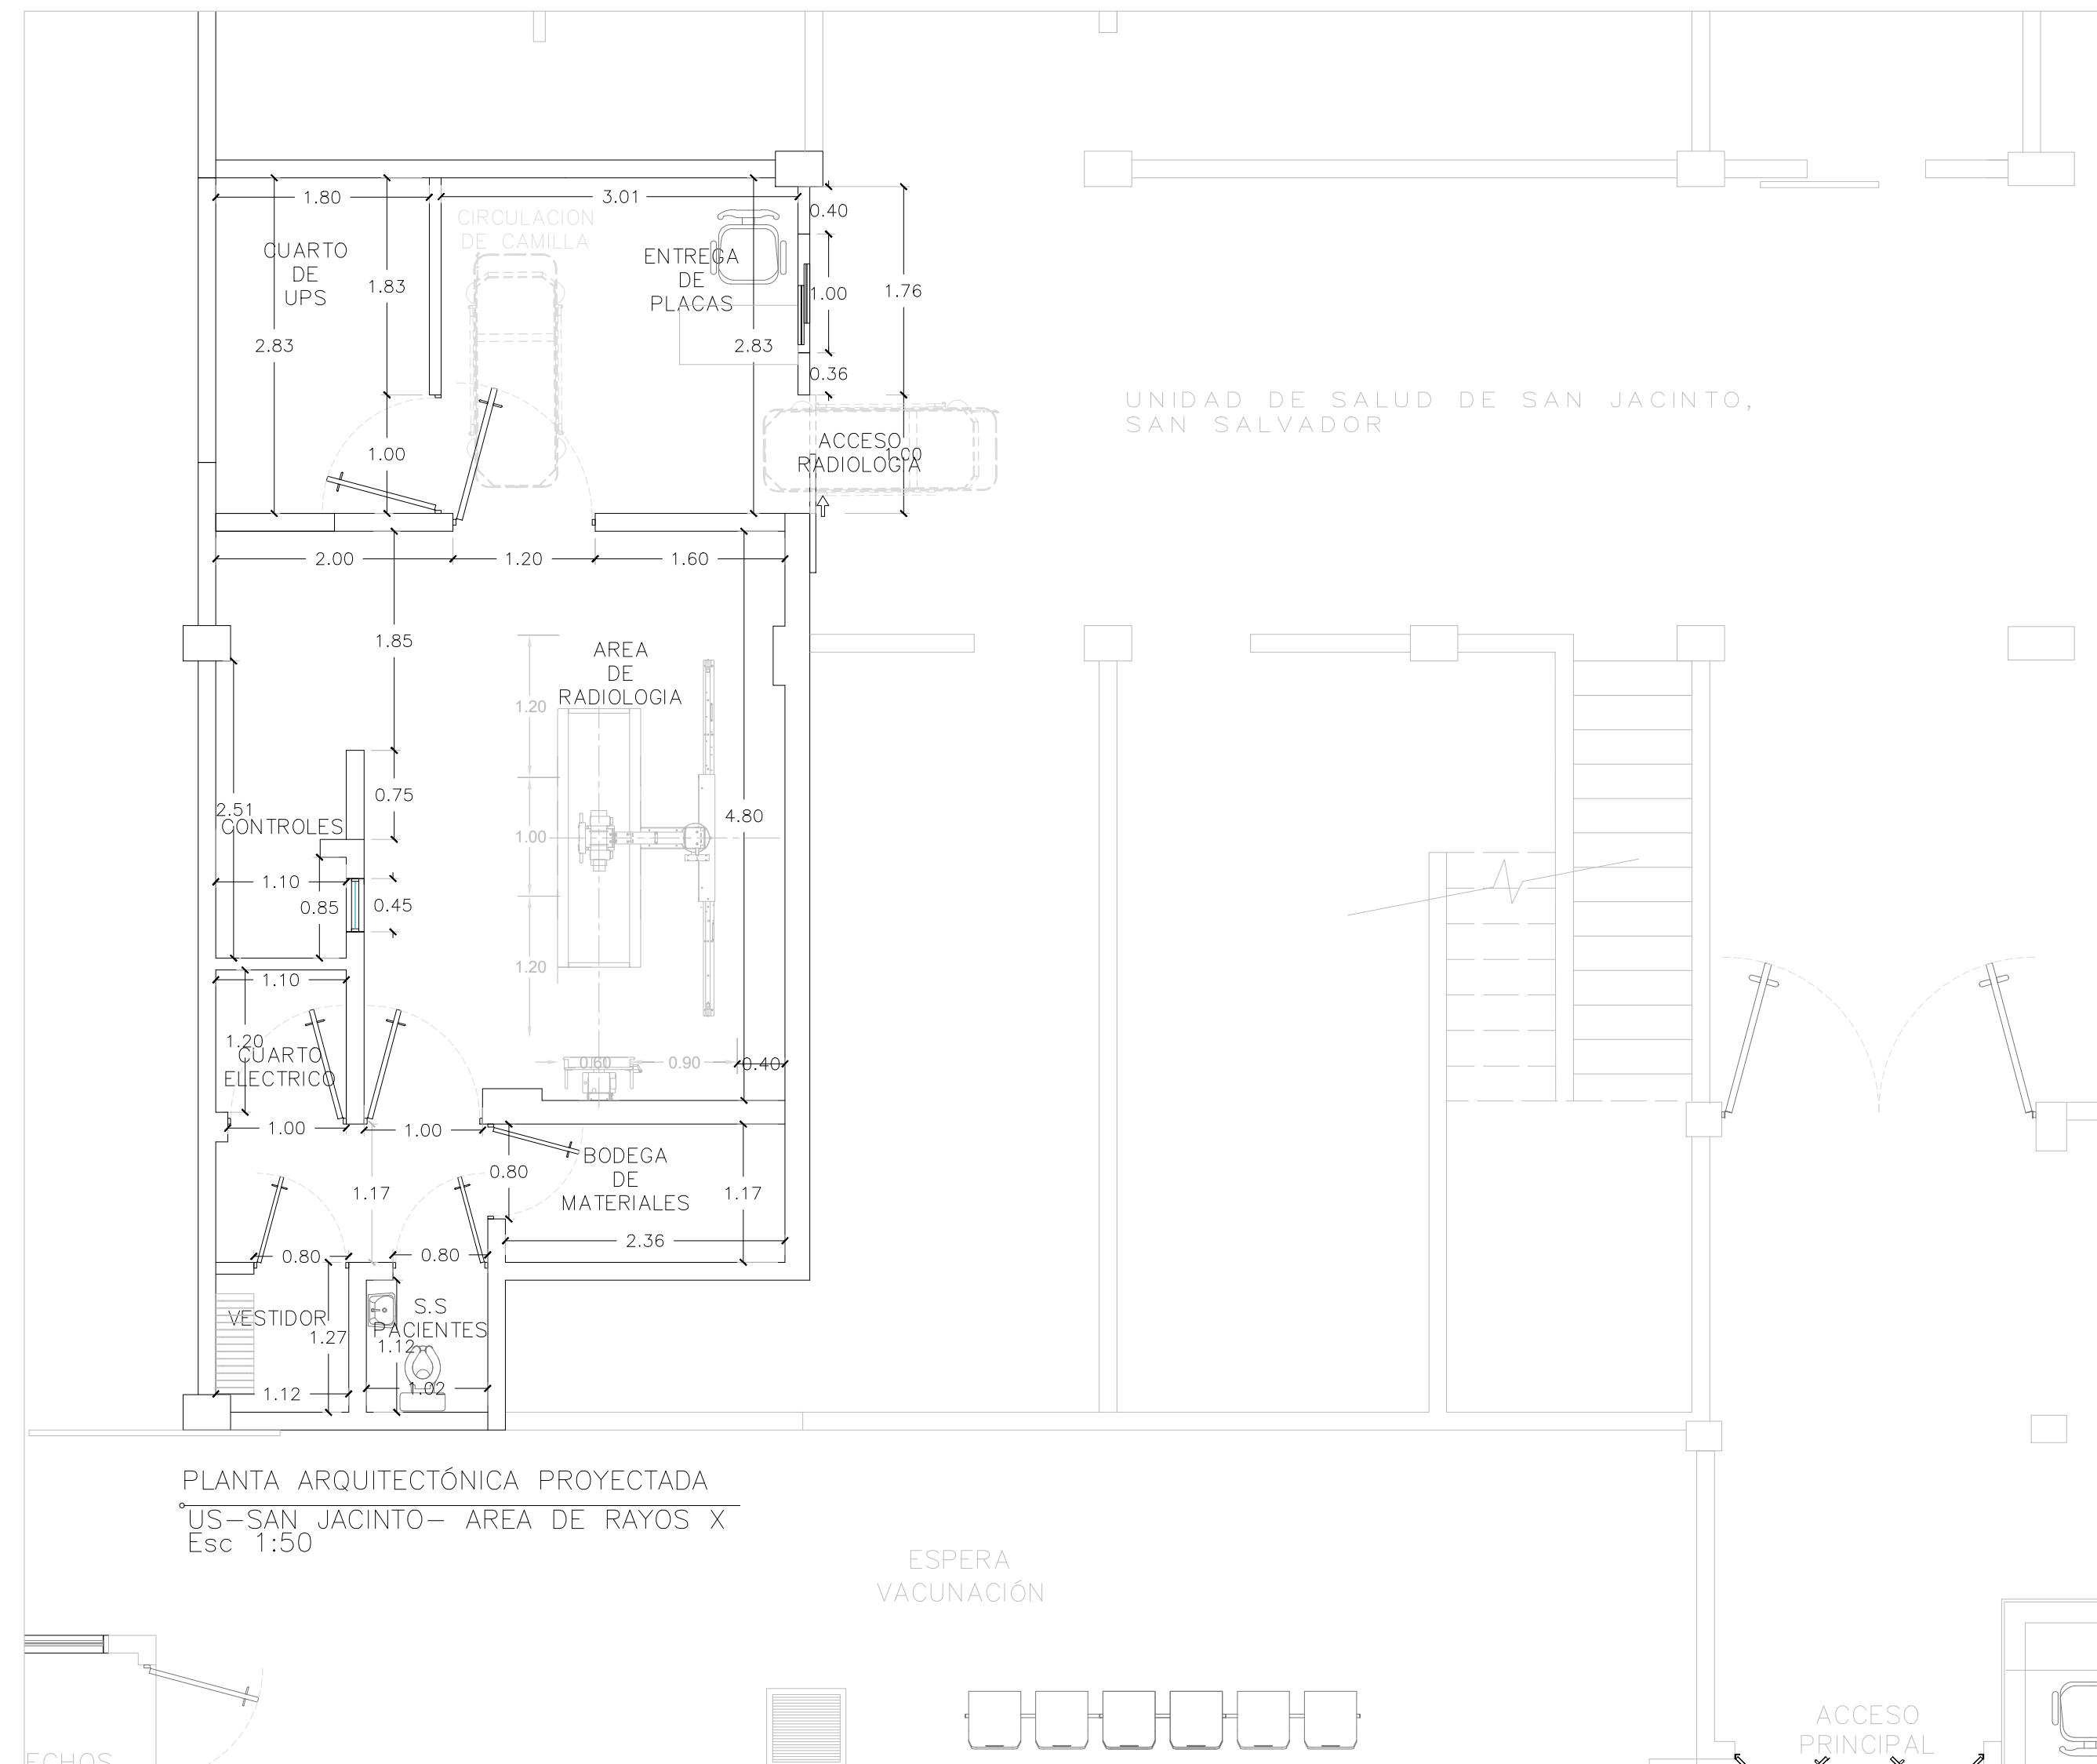 1.80
3.01
0.40
CIRCULACION
DE CAMILLA
CUARTO
DE
UPS
ENTREGA
DE
PLACAS
1.83
1.00
1.76
2.83
2.83
0.36
UNIDAD DE SALUD DE SAN JACINTO,
SAN SALVADOR
ACCESO
RADIOLOGIA
1.00
1.00
2.00
1.20
1.60
1.85
AREA
DE
RADIOLOGIA
1.20
0.75
2.51
CONTROLES
4.80
1.00
1.10
0.85
0.45
1.20
1.10
1.20
CUARTO
ELECTRICO
0.60
0.90
0.40
1.00
1.00
BODEGA
DE
MATERIALES
0.80
1.17
1.17
2.36
0.80
0.80
VESTIDOR
S.S
PACIENTES
1.27
1.12
1.12
1.02
PLANTA ARQUITECTÓNICA PROYECTADA
US-SAN JACINTO- AREA DE RAYOS X
Esc 1:50
ESPERA
VACUNACIÓN
ACCESO
PRINCIPAL
ECHOS